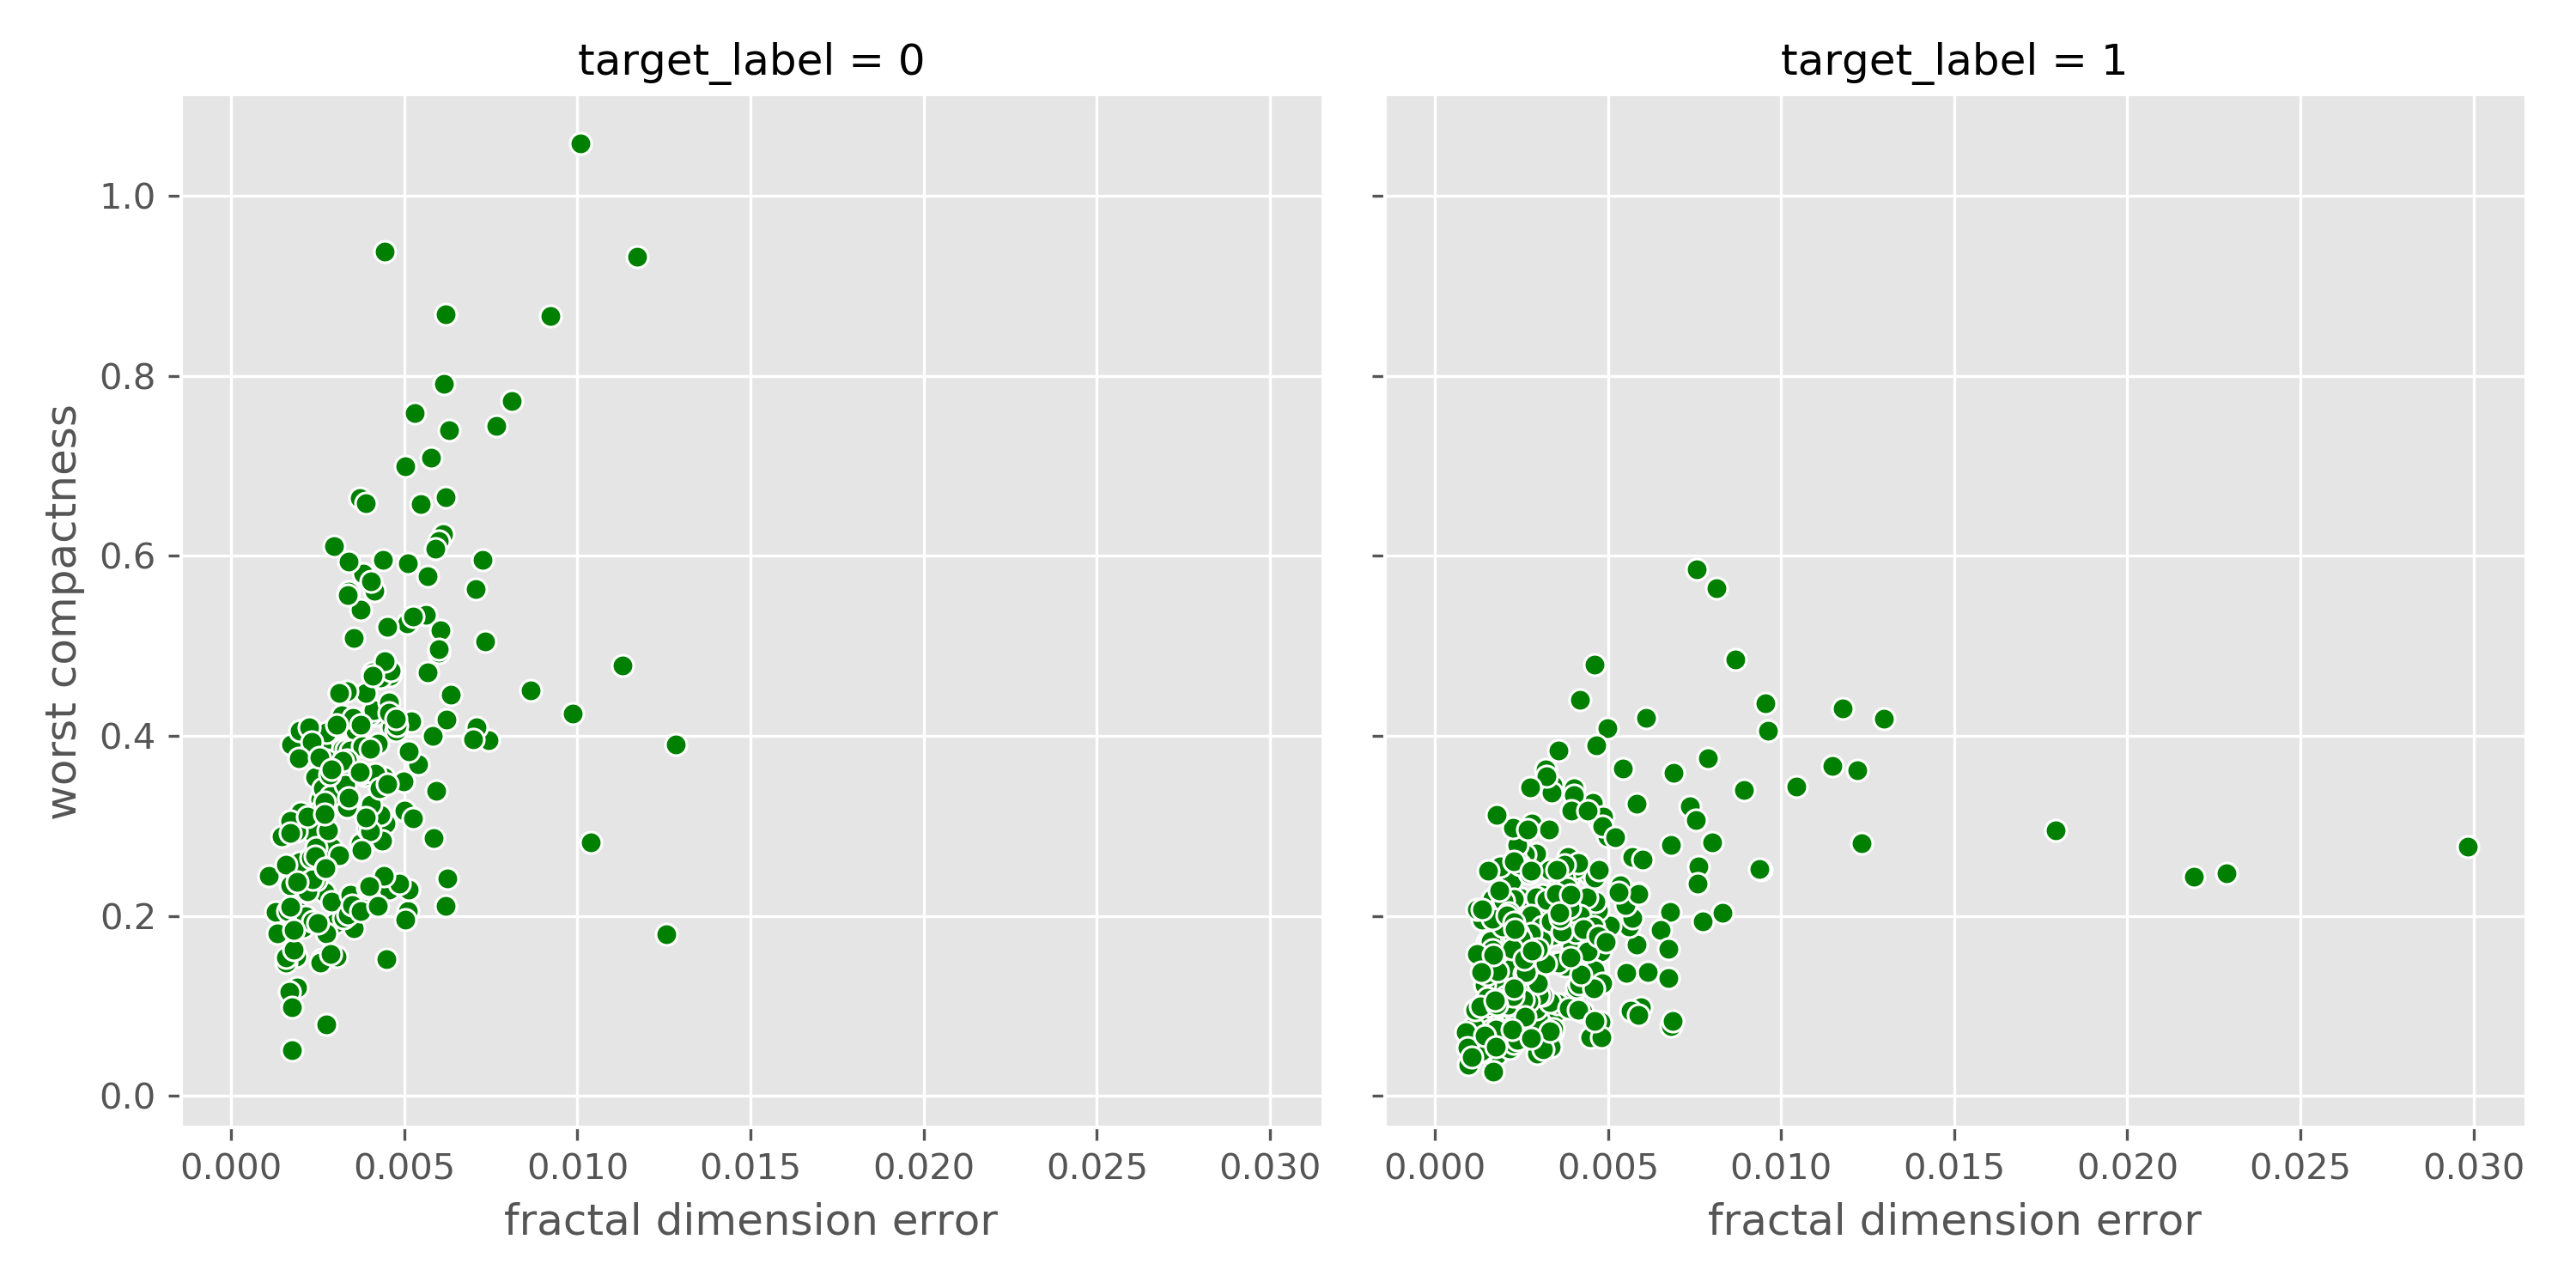 target_label = 0
target_label = 1
1.0
0.8
0.6
0.4
0.2
0.0
worst compactness
0.000 0.005 0.010 0.015 0.020 0.025 0.030
0.000 0.005 0.010 0.015 0.020 0.025 0.030
fractal dimension error
fractal dimension error